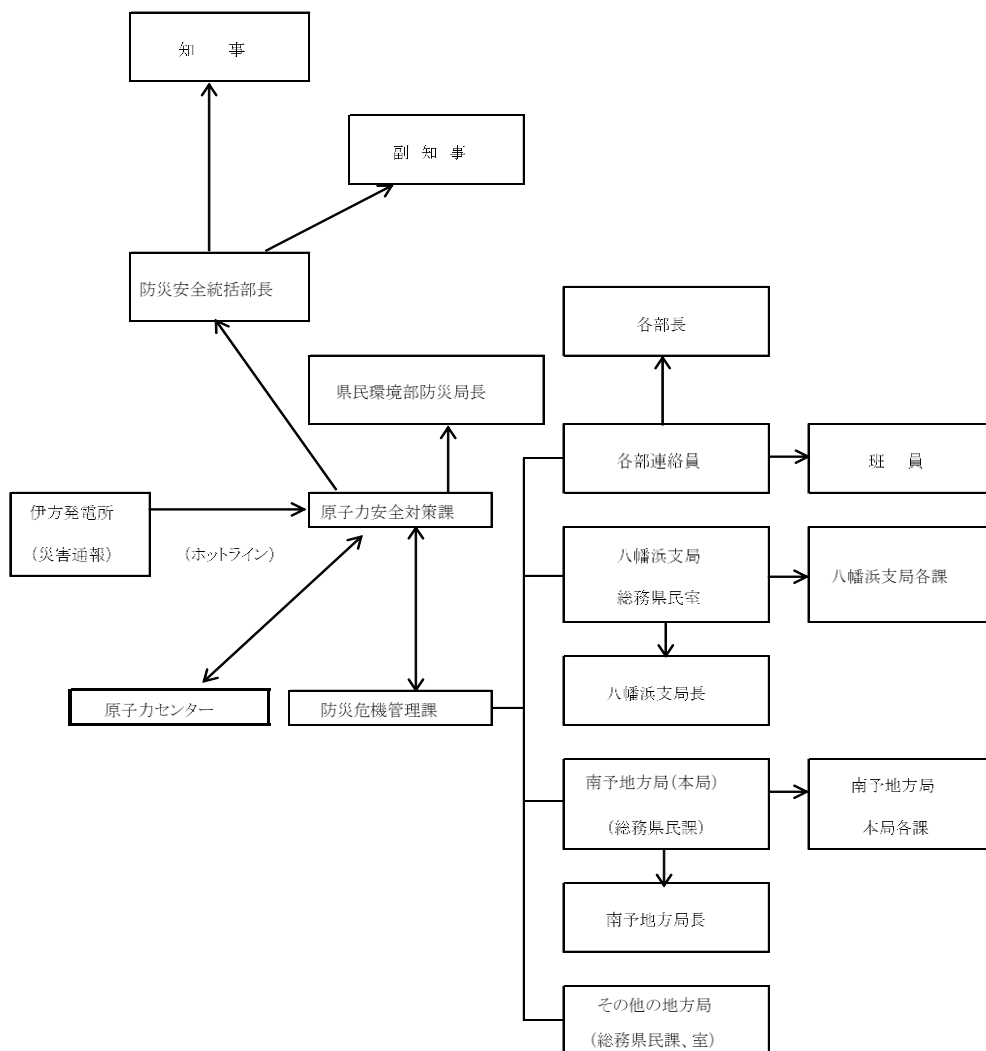 知　事
副 知 事
防災安全統括部長
各部長
県民環境部防災局長
各部連絡員
班　員
伊方発電所
(災害通報)
(ホットライン)
原子力安全対策課
八幡浜支局
総務県民室
八幡浜支局各課
原子力センター
防災危機管理課
八幡浜支局長
南予地方局(本局)
(総務県民課)
南予地方局
本局各課
南予地方局長
その他の地方局
(総務県民課、室)